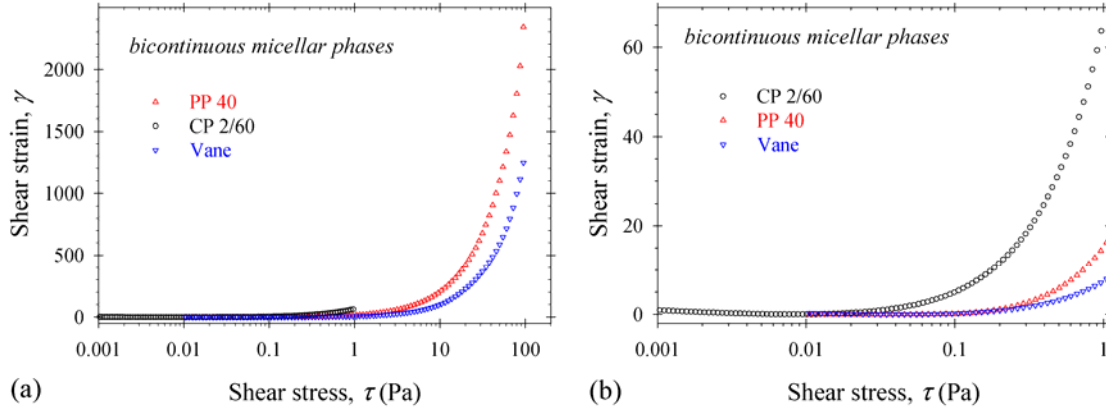 bicontinuous micellar phases
PP 40
CP 2/60
Vane
Shear strain, γ
2000
1500
1000
500
0
0.001 0.01 0.1 1 10 100
(a) Shear stress, τ (Pa)
bicontinuous micellar phases
CP 2/60
PP 40
Vane
Shear strain, γ
60
40
20
0
0.001 0.01 0.1 1
(b) Shear stress, τ (Pa)